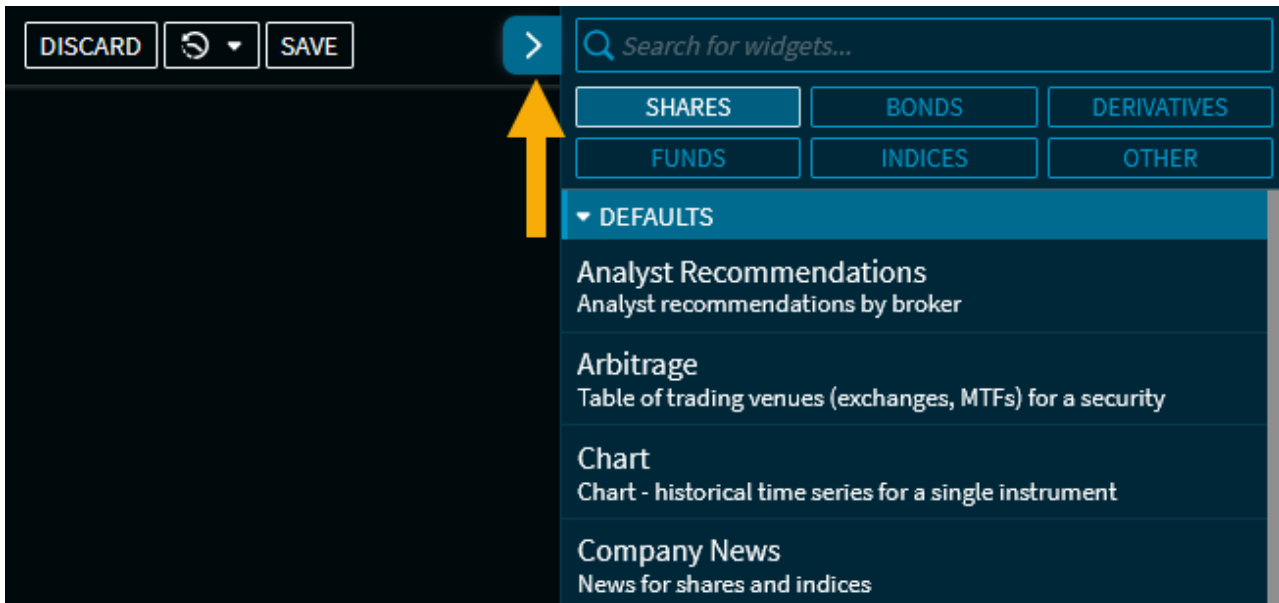 DISCARD SAVE
Search for widgets...
SHARES BONDS DERIVATIVES
FUNDS INDICES OTHER
DEFAULTS
Analyst Recommendations
Analyst recommendations by broker
Arbitrage
Table of trading venues (exchanges, MTFs) for a security
Chart
Chart - historical time series for a single instrument
Company News
News for shares and indices